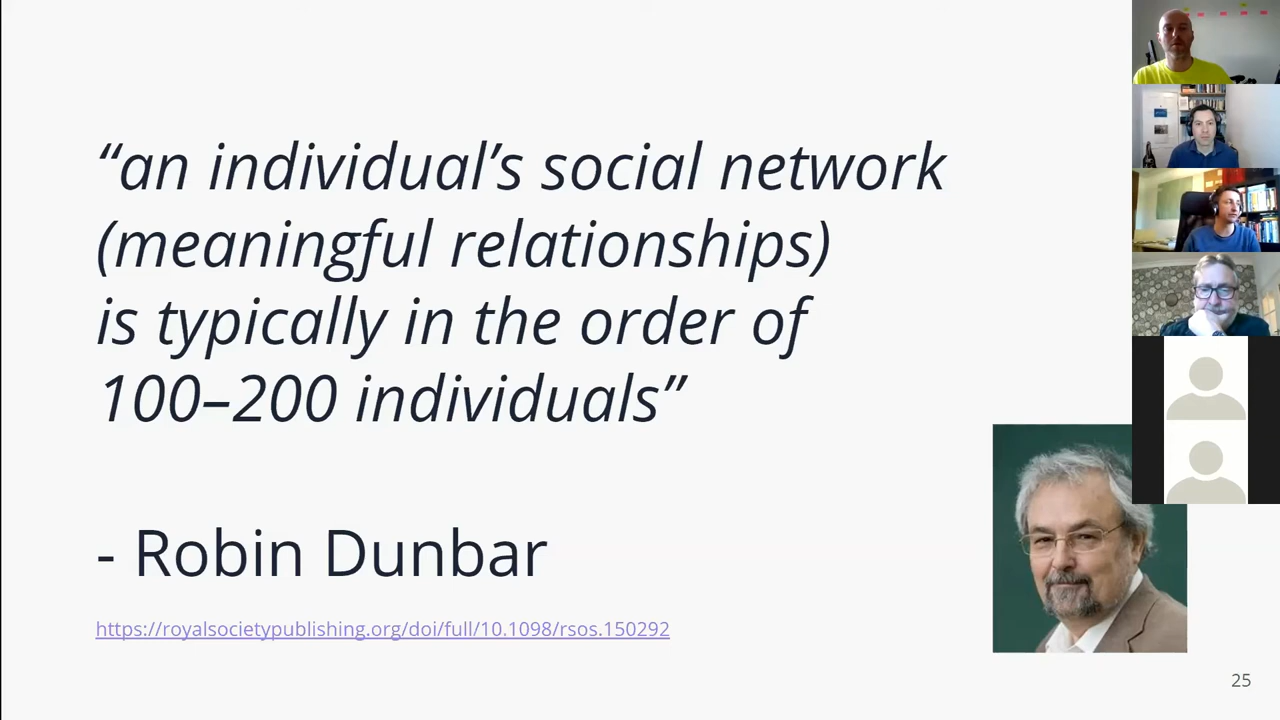 “an individual’s social network
(meaningful relationships)
is typically in the order of
100–200 individuals”
- Robin Dunbar
https://royalsocietypublishing.org/doi/full/10.1098/rsos.150292
25